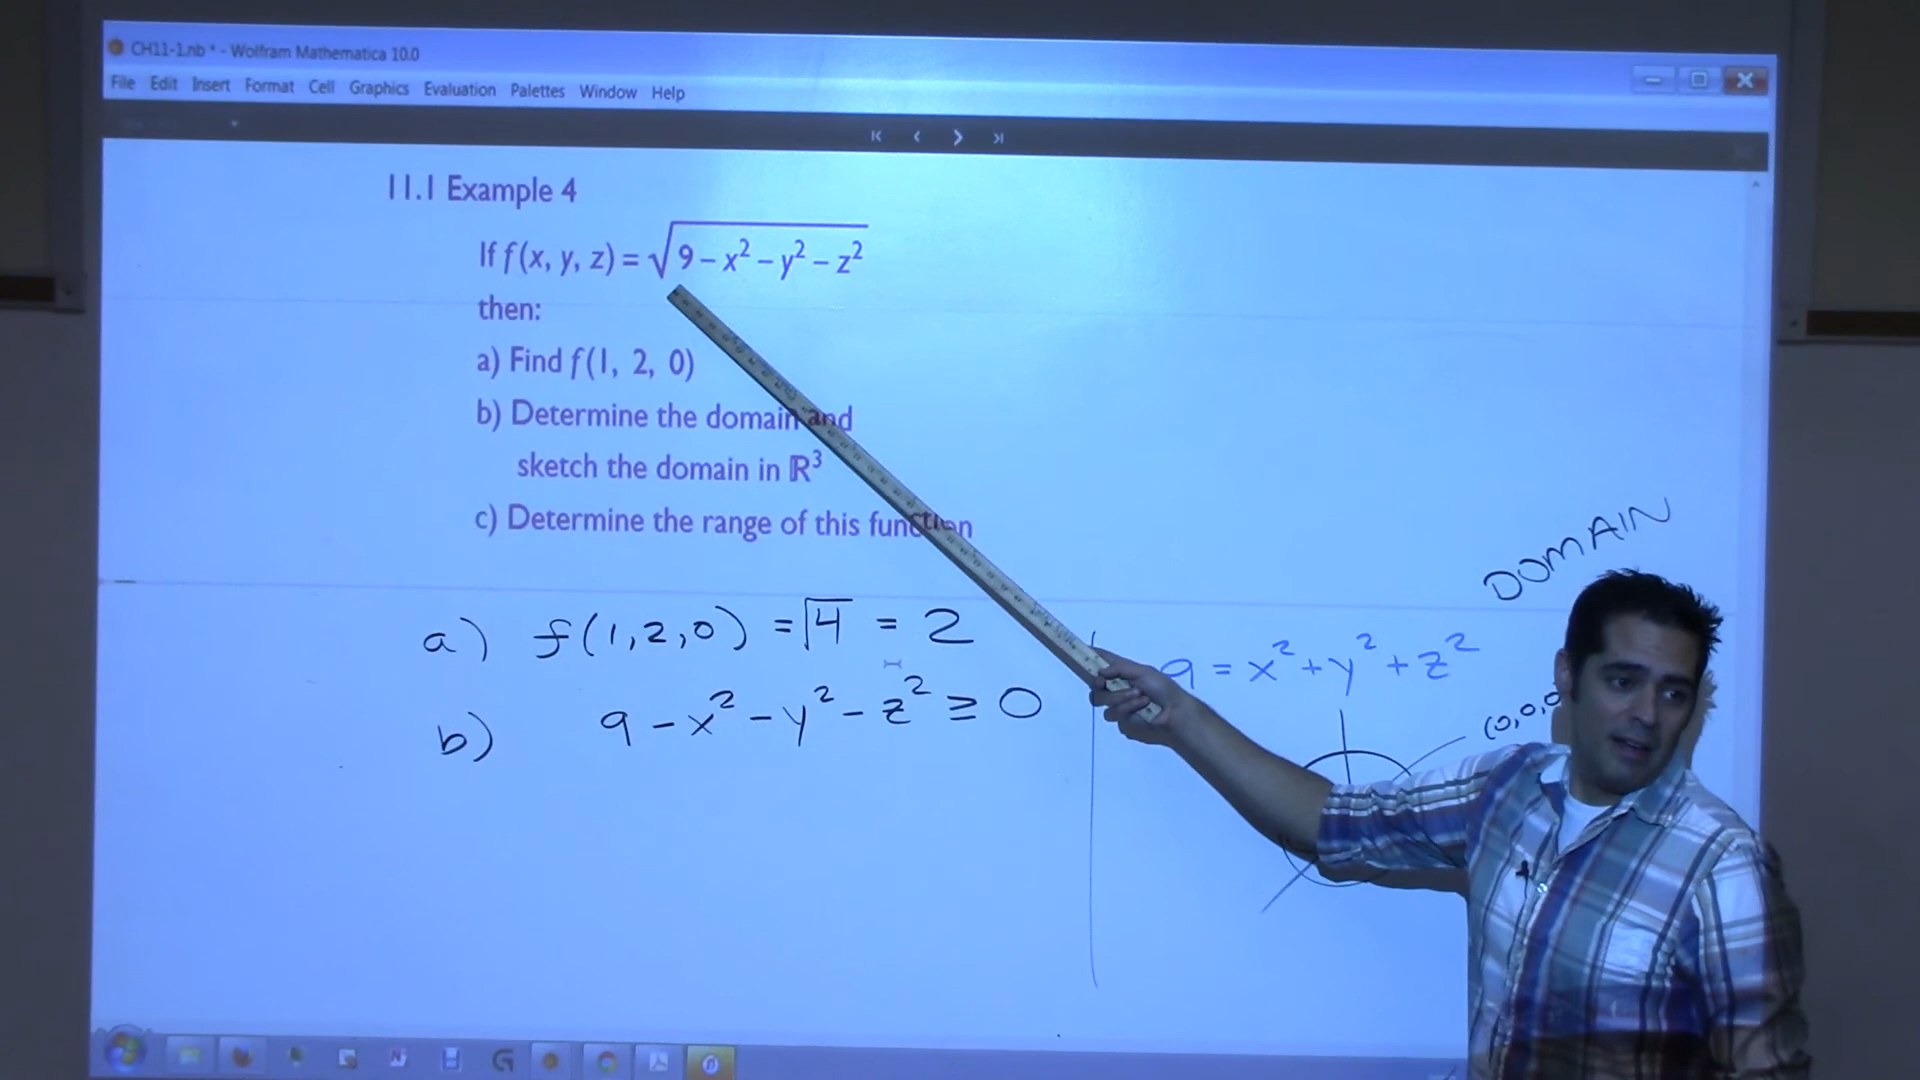 CH11-1.nb * - Wolfram Mathematica 10.0
File Edit Insert Format Cell Graphics Evaluation Palettes Window Help
11.1 Example 4
If f(x, y, z) = √9 – x² – y² – z²
then:
a) Find f(1, 2, 0)
b) Determine the domain and
sketch the domain in ℝ³
c) Determine the range of this function
a) f(1,2,0) = √4 = 2
b) 9 - x² - y² - z² ≥ 0
DOMAIN
9 = x² + y² + z²
(0,0,0